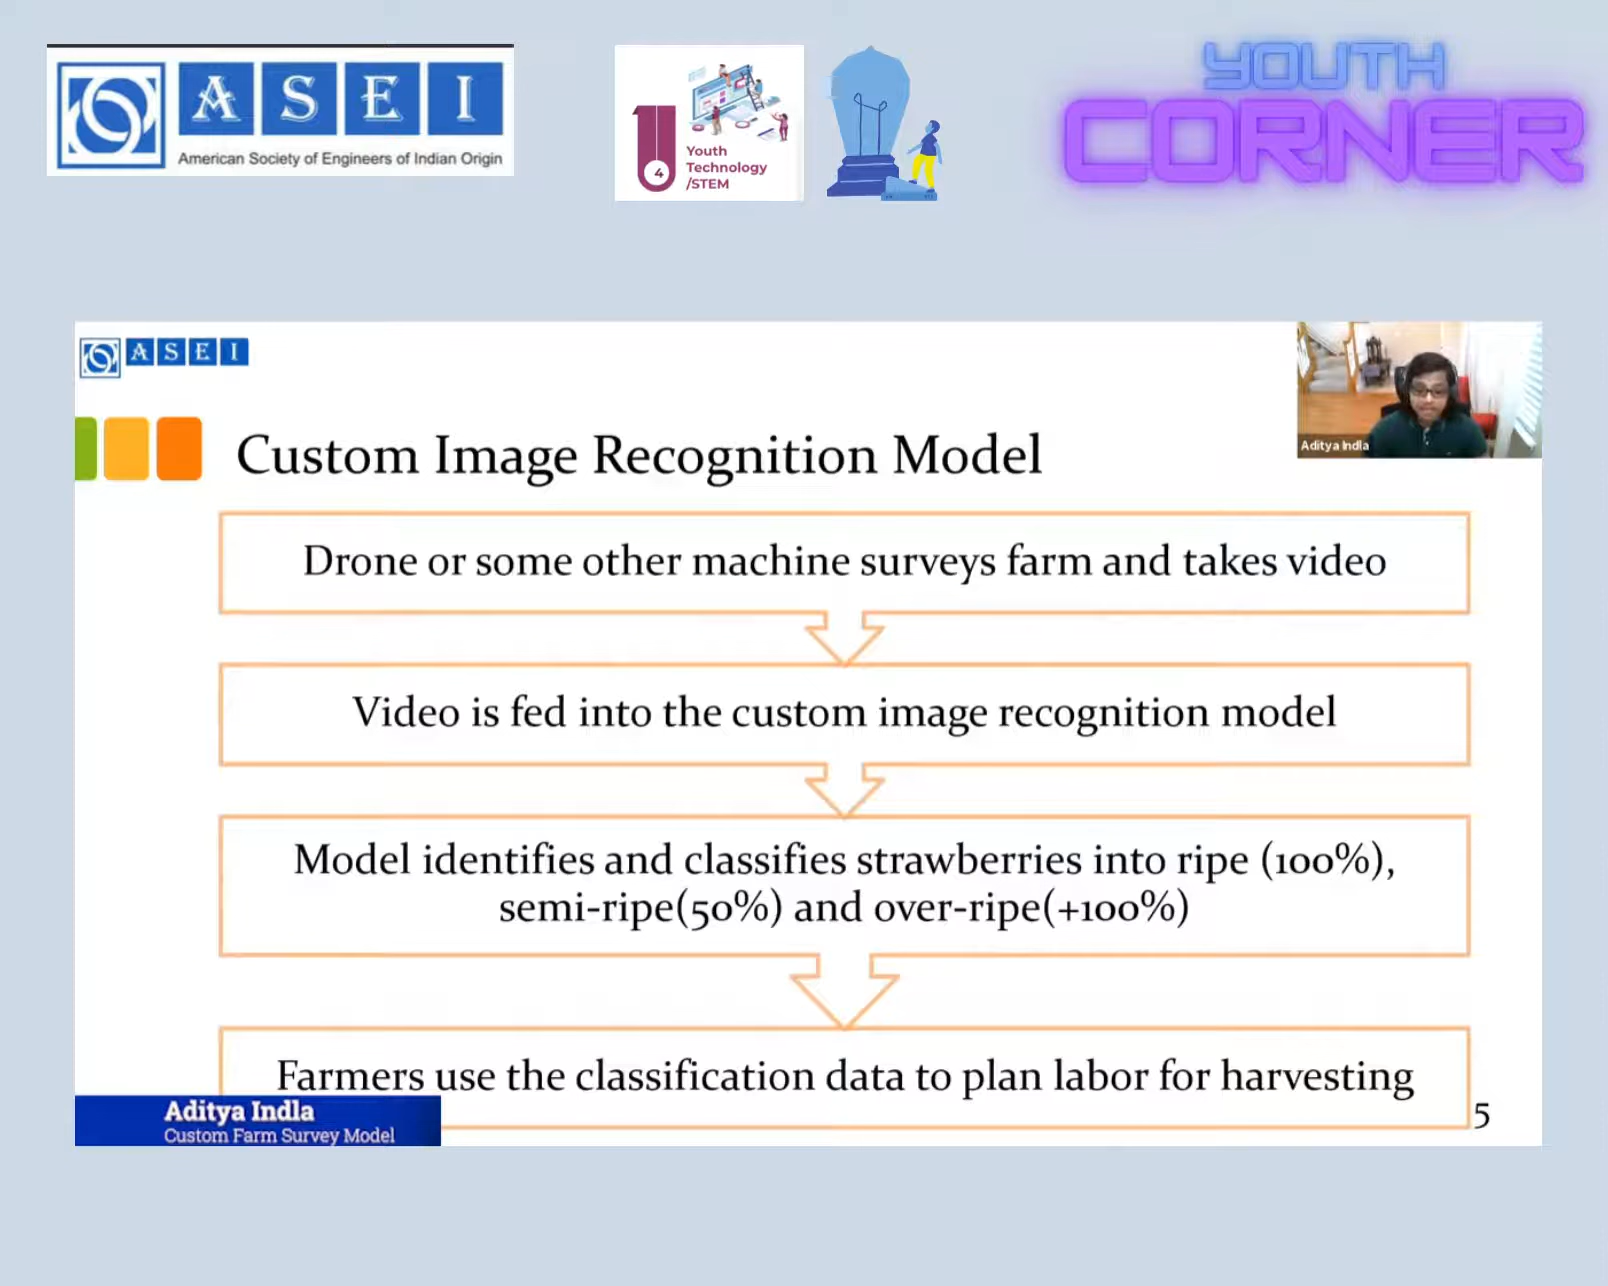 A S E I
American Society of Engineers of Indian Origin
4
Youth
Technology
/STEM
YOUTH
CORNER
A S E I
Aditya Indla
Custom Image Recognition Model
Drone or some other machine surveys farm and takes video
Video is fed into the custom image recognition model
Model identifies and classifies strawberries into ripe (100%),
semi-ripe(50%) and over-ripe(+100%)
Farmers use the classification data to plan labor for harvesting
Aditya Indla
Custom Farm Survey Model
5